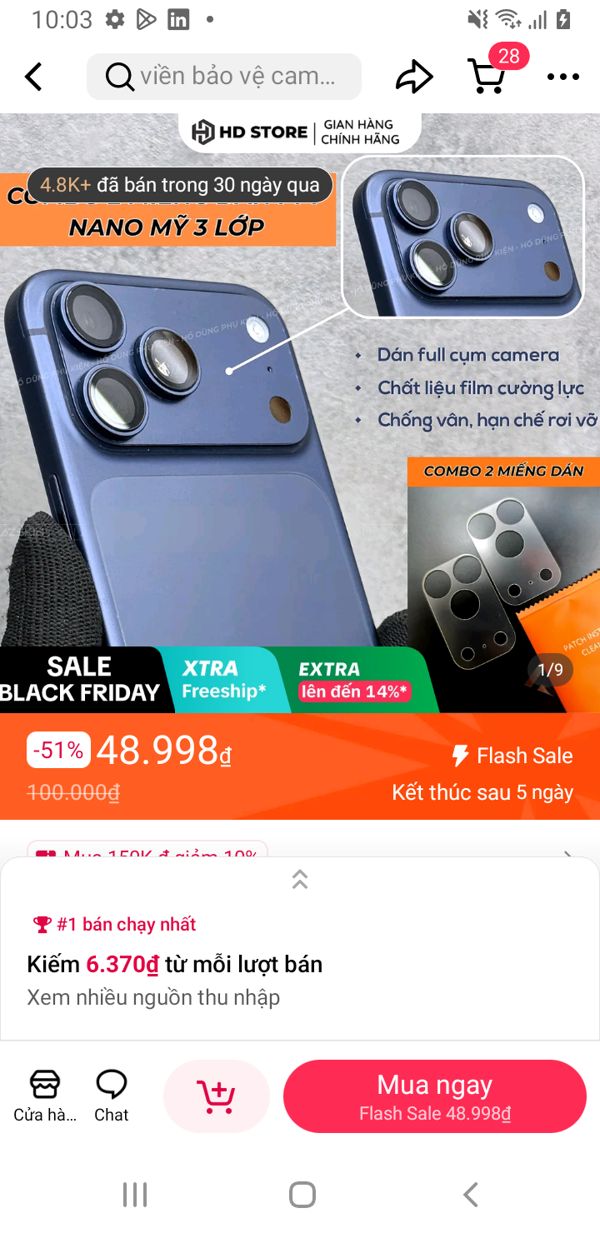 10:03
28
viền bảo vệ cam...
HD STORE
GIAN HÀNG
CHÍNH HÃNG
4.8K+ đã bán trong 30 ngày qua
NANO MỸ 3 LỚP
Dán full cụm camera
Chất liệu film cường lực
Chống vân, hạn chế rơi vỡ
COMBO 2 MIẾNG DÁN
SALE
BLACK FRIDAY
XTRA
Freeship*
EXTRA
lên đến 14%*
1/9
-51% 48.998₫
Flash Sale
100.000₫
Kết thúc sau 5 ngày
Mua 150K ₫ giảm 10%
#1 bán chạy nhất
Kiếm 6.370₫ từ mỗi lượt bán
Xem nhiều nguồn thu nhập
Cửa hà...
Chat
Mua ngay
Flash Sale 48.998₫